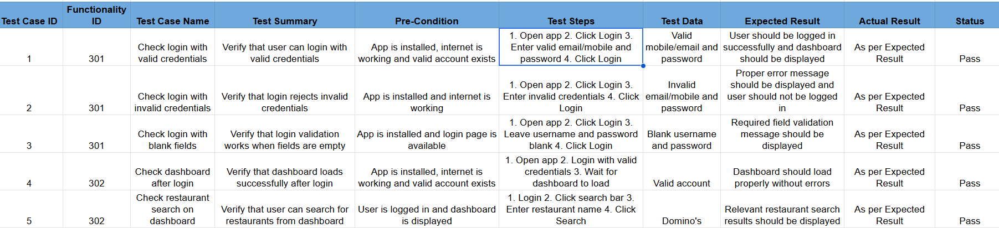 Test Case ID
Functionality
ID
Test Case Name
Test Summary
Pre-Condition
Test Steps
Test Data
Expected Result
Actual Result
Status
1
301
Check login with
valid credentials
Verify that user can login with
valid credentials
App is installed, internet is
working and valid account exists
1. Open app 2. Click Login 3.
Enter valid email/mobile and
password 4. Click Login
Valid
mobile/email and
password
User should be logged in
successfully and dashboard
should be displayed
As per Expected
Result
Pass
2
301
Check login with
invalid credentials
Verify that login rejects invalid
credentials
App is installed and internet is
working
1. Open app 2. Click Login 3.
Enter invalid credentials 4. Click
Login
Invalid
email/mobile and
password
Proper error message
should be displayed and
user should not be logged
in
As per Expected
Result
Pass
3
301
Check login with
blank fields
Verify that login validation
works when fields are empty
App is installed and login page is
available
1. Open app 2. Click Login 3.
Leave username and password
blank 4. Click Login
Blank username
and password
Required field validation
message should be
displayed
As per Expected
Result
Pass
4
302
Check dashboard
after login
Verify that dashboard loads
successfully after login
App is installed, internet is
working and valid account exists
1. Open app 2. Login with valid
credentials 3. Wait for
dashboard to load
Valid account
Dashboard should load
properly without errors
As per Expected
Result
Pass
5
302
Check restaurant
search on
dashboard
Verify that user can search for
restaurants from dashboard
User is logged in and dashboard
is displayed
1. Login 2. Click search bar 3.
Enter restaurant name 4. Click
Search
Domino's
Relevant restaurant search
results should be displayed
As per Expected
Result
Pass